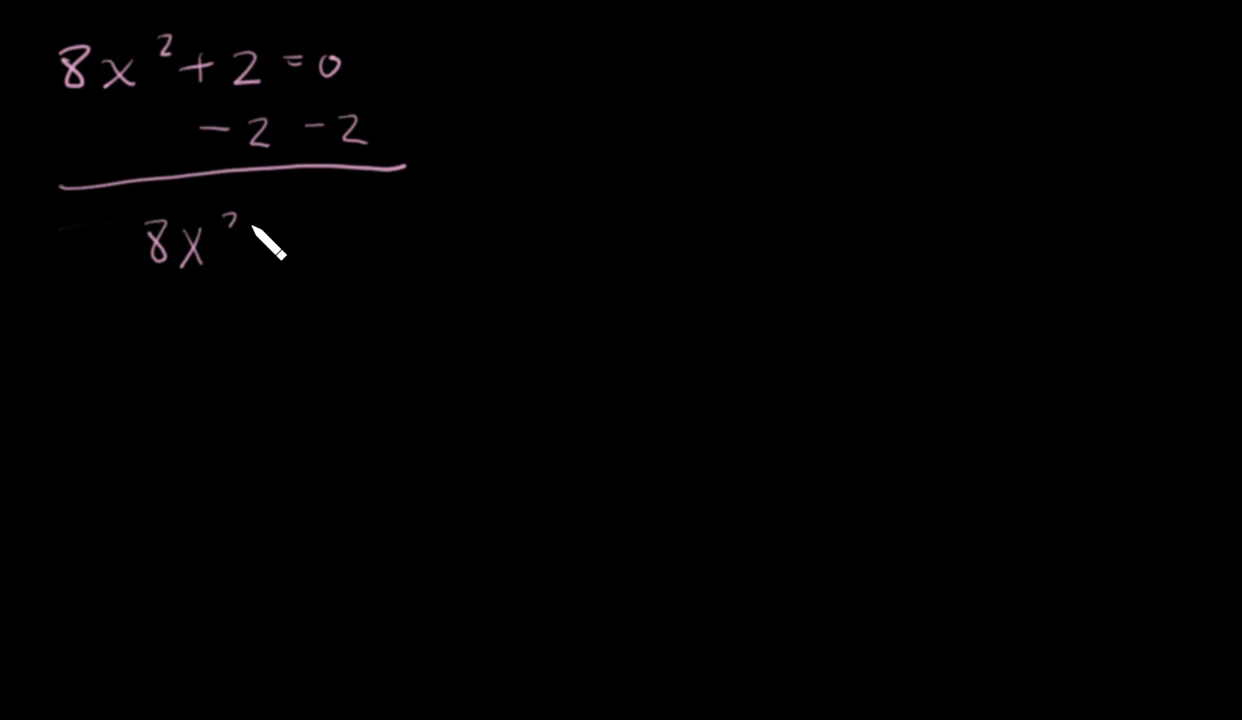 8x² + 2 = 0
- 2 - 2
8x²